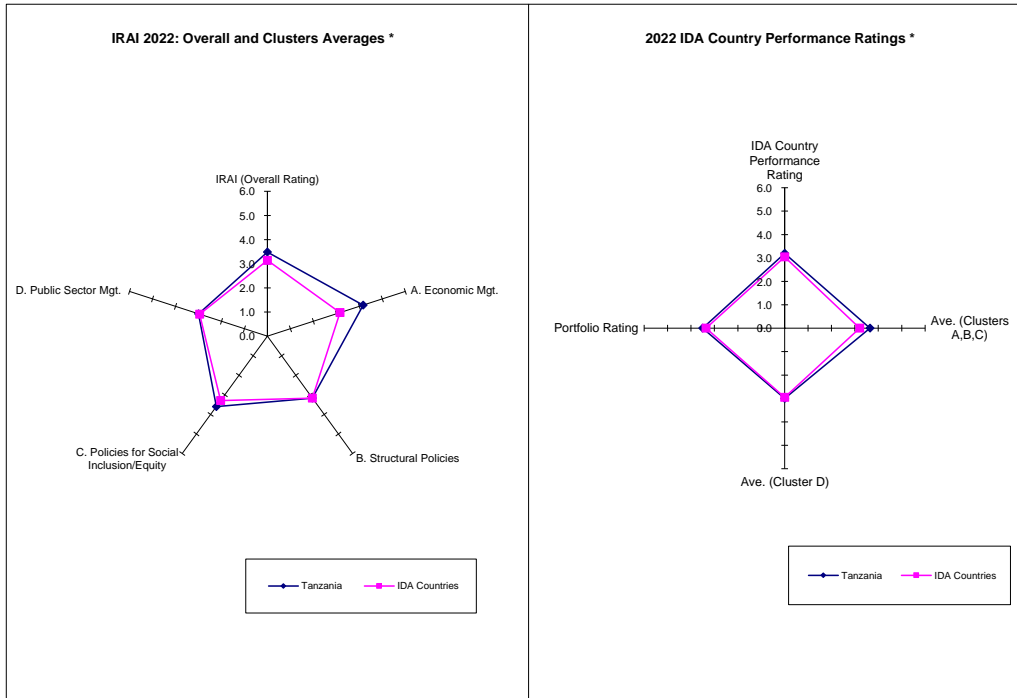 IRAI 2022: Overall and Clusters Averages *
IRAI (Overall Rating)
6.0
5.0
4.0
3.0
2.0
1.0
0.0
A. Economic Mgt.
B. Structural Policies
C. Policies for Social
Inclusion/Equity
D. Public Sector Mgt.
Tanzania
IDA Countries
2022 IDA Country Performance Ratings *
IDA Country
Performance
Rating
6.0
5.0
4.0
3.0
2.0
1.0
0.0
Ave. (Clusters
A,B,C)
Ave. (Cluster D)
Portfolio Rating
Tanzania
IDA Countries